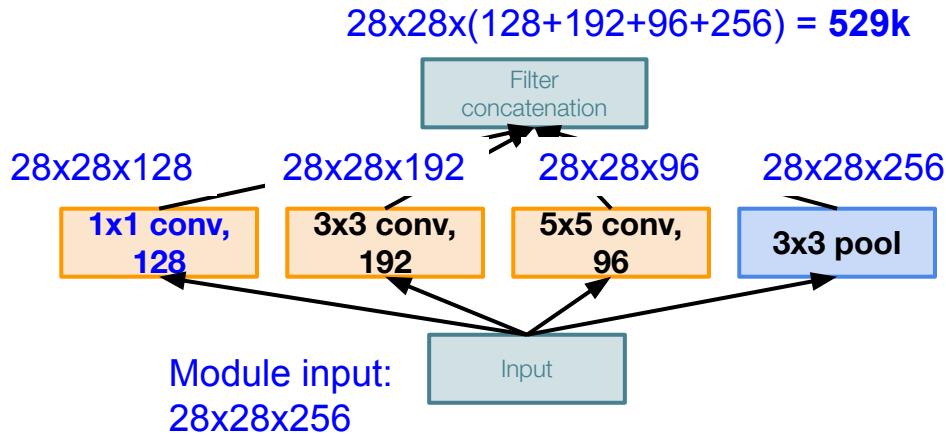 28x28x(128+192+96+256) = 529k
Filter
concatenation
28x28x128
28x28x192
28x28x96
28x28x256
1x1 conv,
128
3x3 conv,
192
5x5 conv,
96
3x3 pool
Input
Module input:
28x28x256